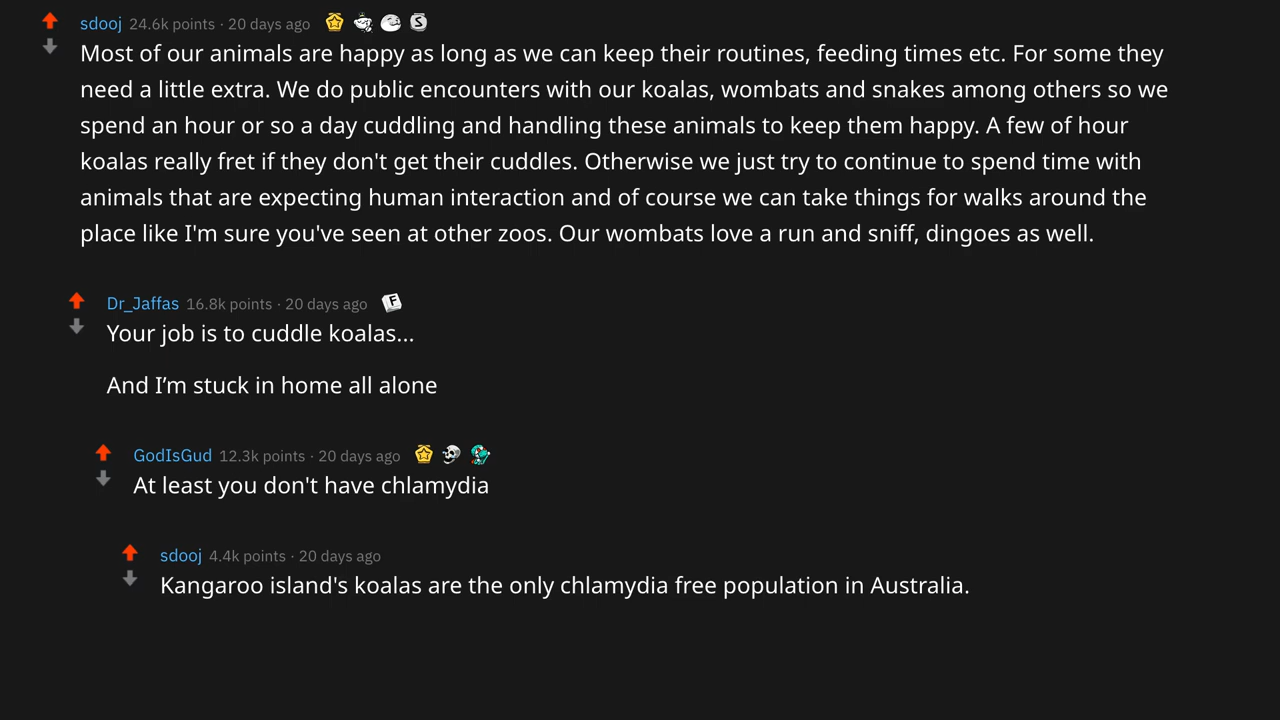 sdooj 24.6k points · 20 days ago
Most of our animals are happy as long as we can keep their routines, feeding times etc. For some they
need a little extra. We do public encounters with our koalas, wombats and snakes among others so we
spend an hour or so a day cuddling and handling these animals to keep them happy. A few of hour
koalas really fret if they don't get their cuddles. Otherwise we just try to continue to spend time with
animals that are expecting human interaction and of course we can take things for walks around the
place like I'm sure you've seen at other zoos. Our wombats love a run and sniff, dingoes as well.
Dr_Jaffas 16.8k points · 20 days ago F
Your job is to cuddle koalas...
And I’m stuck in home all alone
GodIsGud 12.3k points · 20 days ago
At least you don't have chlamydia
sdooj 4.4k points · 20 days ago
Kangaroo island's koalas are the only chlamydia free population in Australia.